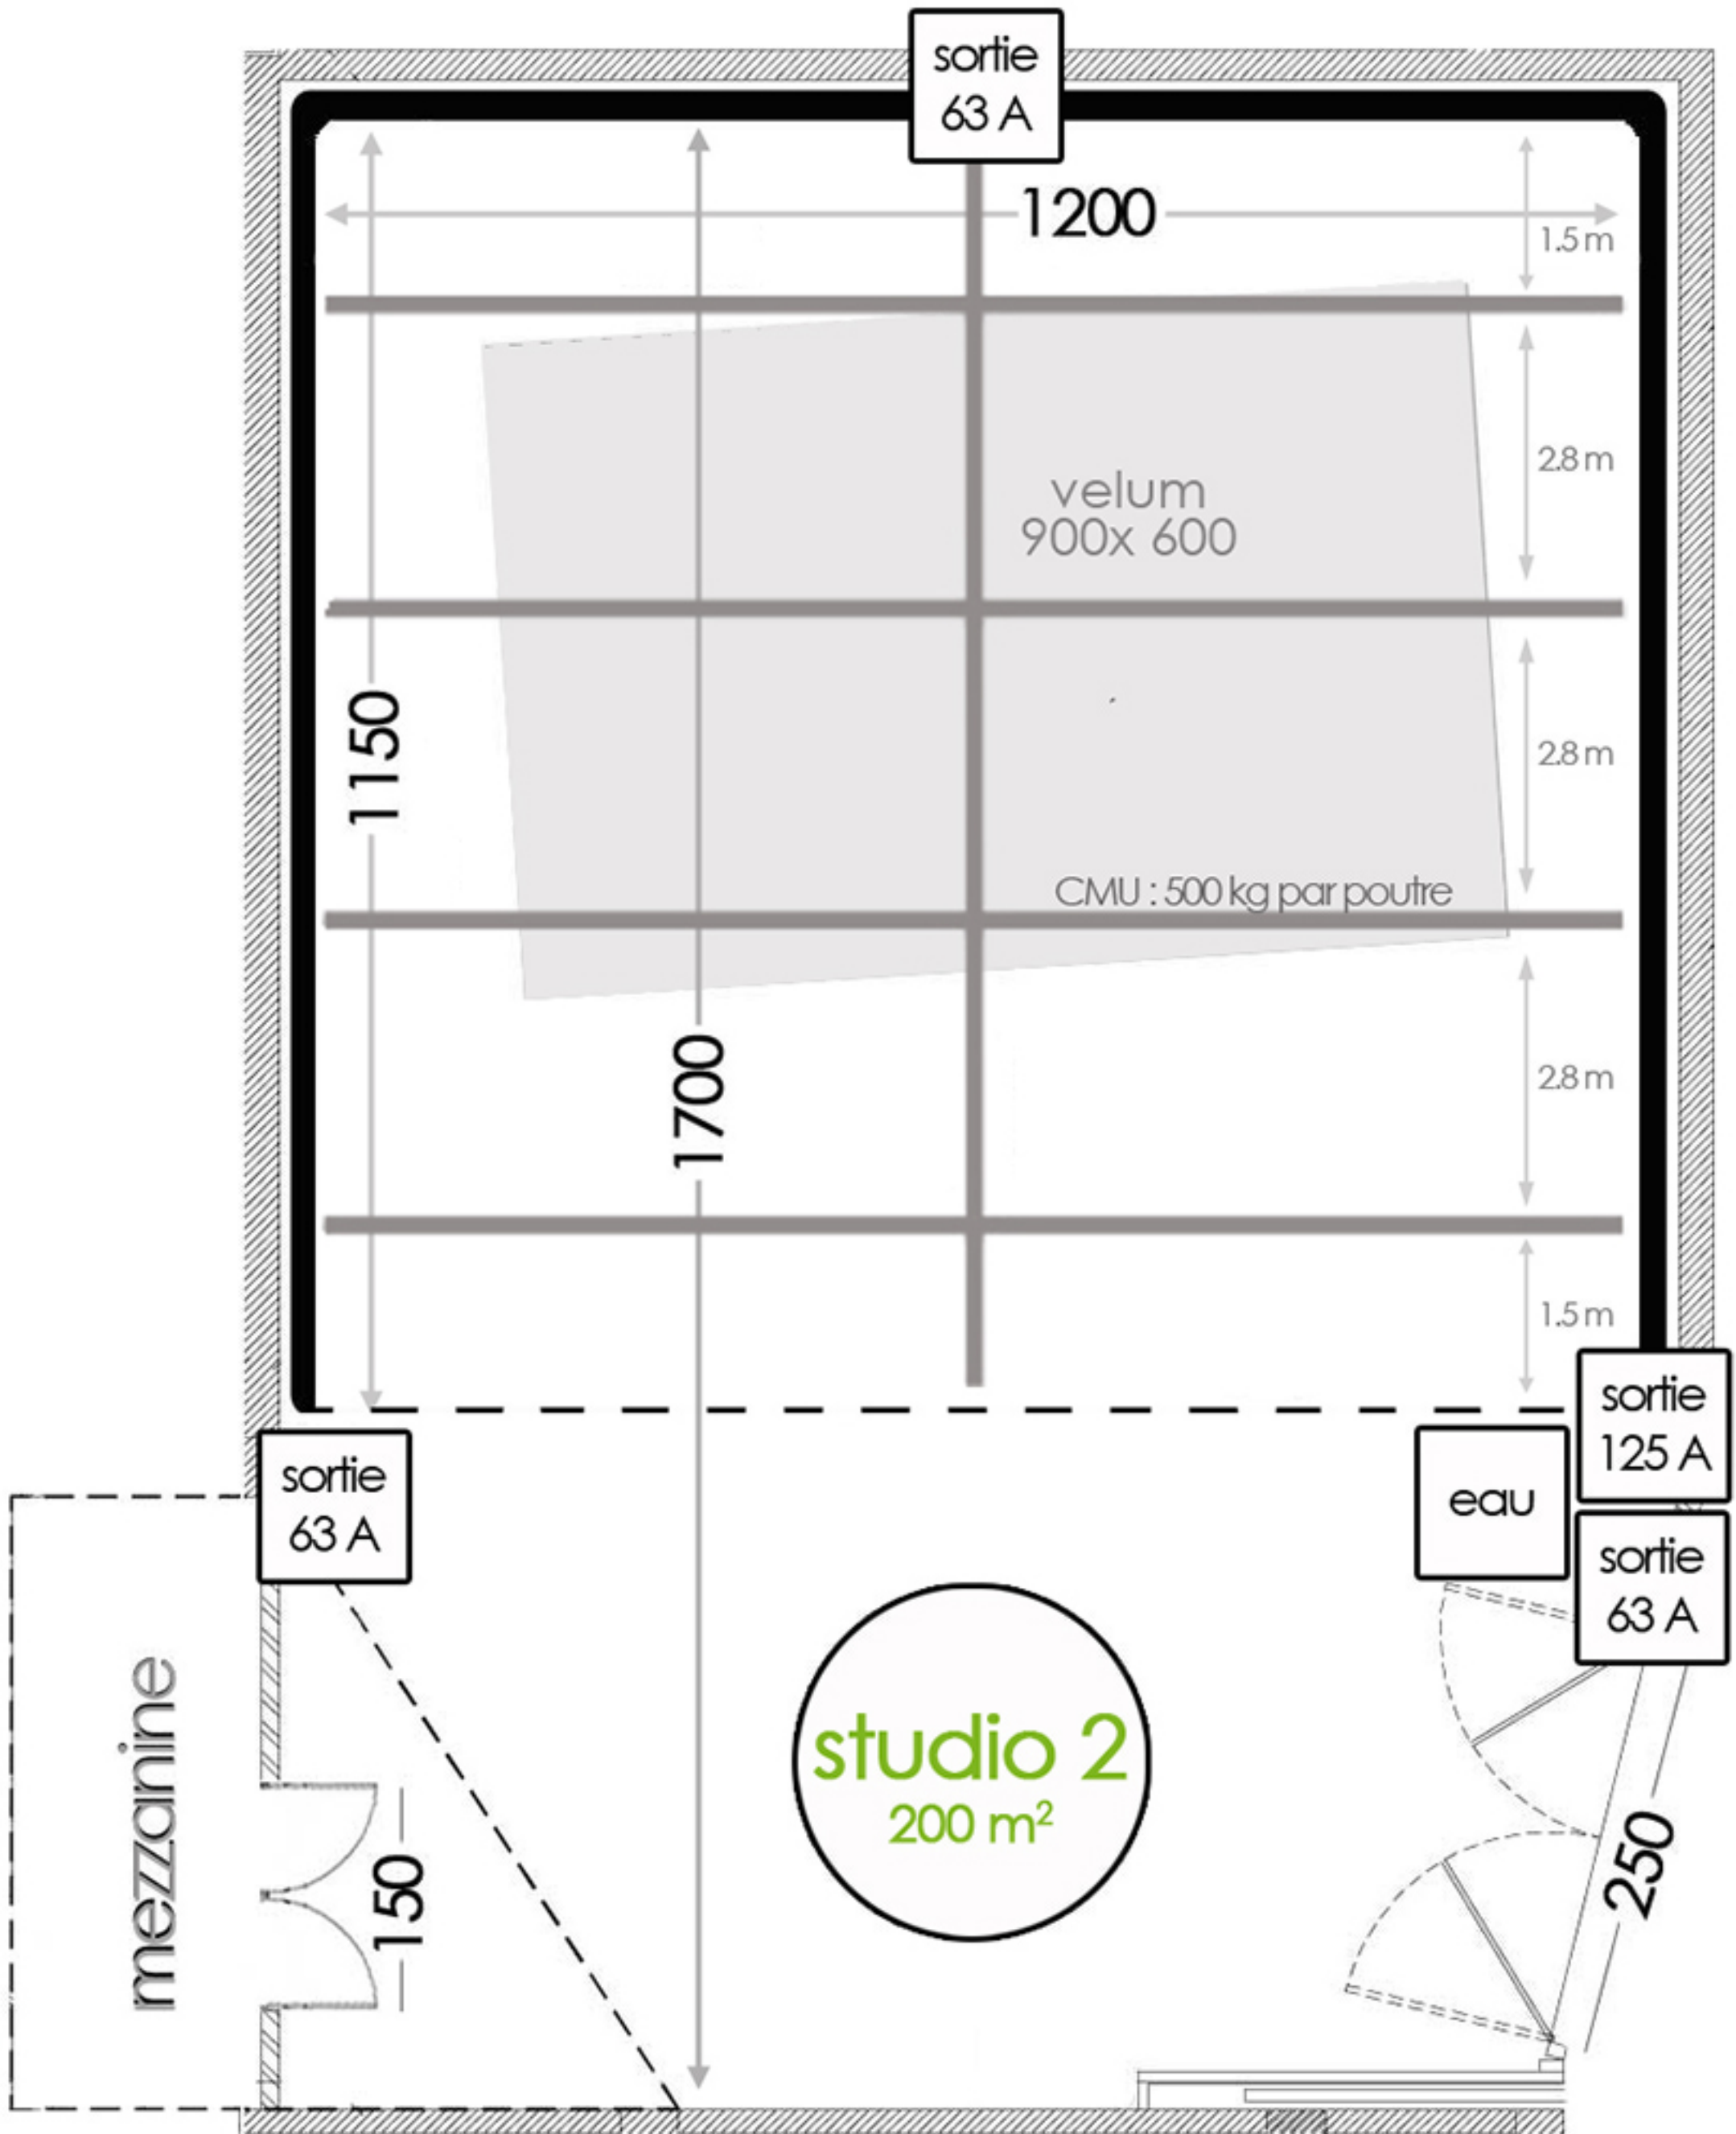 sortie
63 A
1200
1.5 m
2.8 m
velum
900x 600
1150
2.8 m
CMU : 500 kg par poutre
1700
2.8 m
1.5 m
sortie
125 A
sortie
63 A
eau
sortie
63 A
mezzanine
150
studio 2
200 m²
250